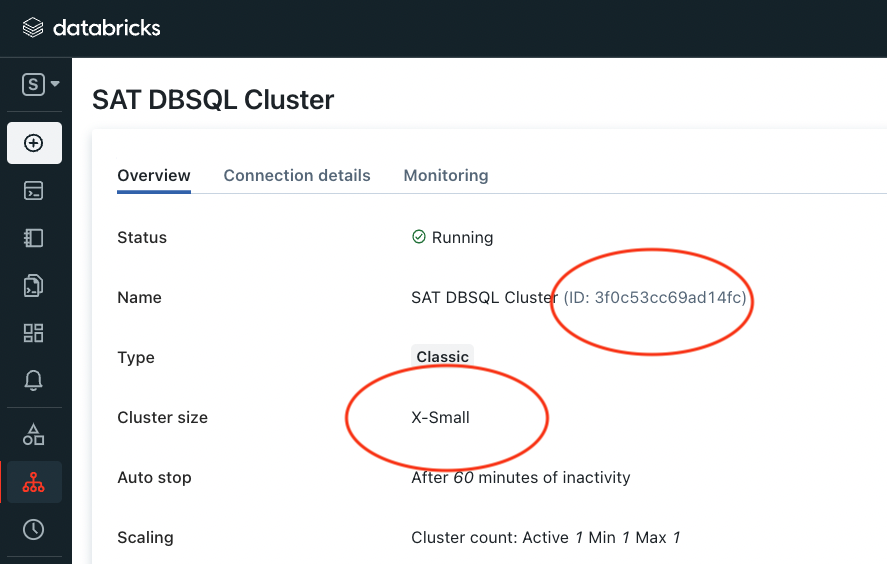 databricks
S
SAT DBSQL Cluster
Overview Connection details Monitoring
Status Running
Name SAT DBSQL Cluster (ID: 3f0c53cc69ad14fc)
Type Classic
Cluster size X-Small
Auto stop After 60 minutes of inactivity
Scaling Cluster count: Active 1 Min 1 Max 1